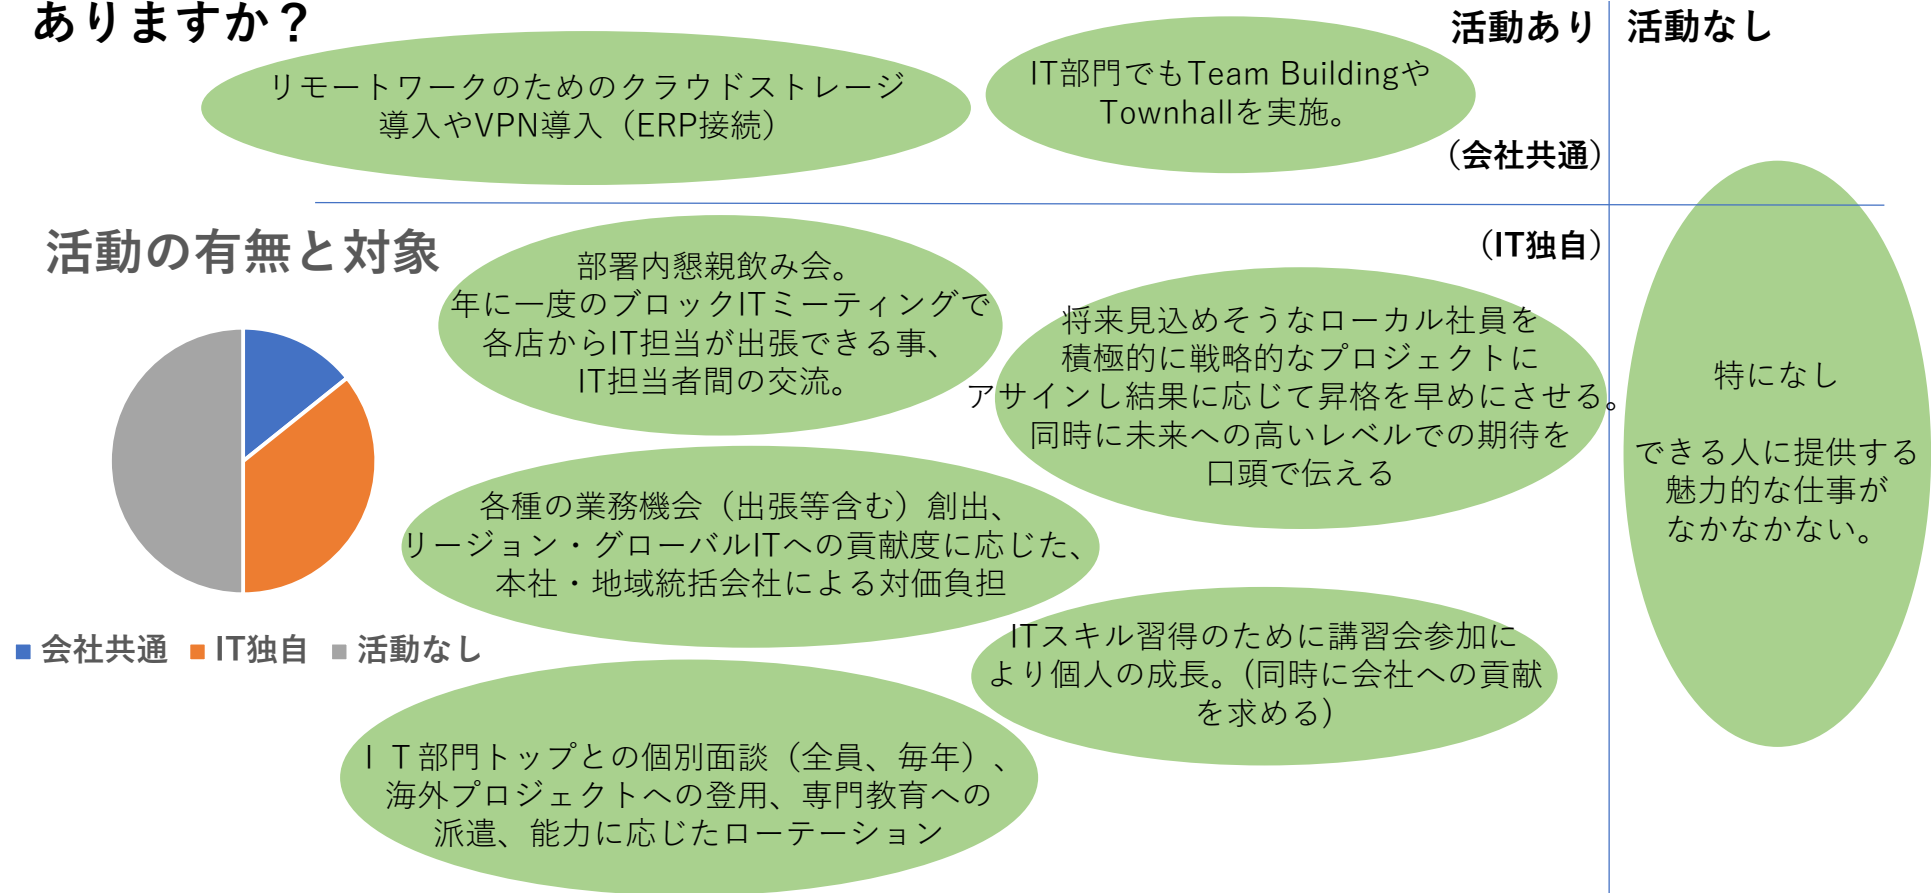 ありますか？
活動あり
活動なし
リモートワークのためのクラウドストレージ
導入やVPN導入（ERP接続）
IT部門でもTeam Buildingや
Townhallを実施。
（会社共通）
（IT独自）
活動の有無と対象
■ 会社共通 ■ IT独自 ■ 活動なし
部署内懇親飲み会。
年に一度のブロックITミーティングで
各店からIT担当が出張できる事、
IT担当者間の交流。
将来見込めそうなローカル社員を
積極的に戦略的なプロジェクトに
アサインし結果に応じて昇格を早めにさせる。
同時に未来への高いレベルでの期待を
口頭で伝える
特になし
できる人に提供する
魅力的な仕事が
なかなかない。
各種の業務機会（出張等含む）創出、
リージョン・グローバルITへの貢献度に応じた、
本社・地域統括会社による対価負担
ITスキル習得のために講習会参加に
より個人の成長。(同時に会社への貢献
を求める)
ＩＴ部門トップとの個別面談（全員、毎年）、
海外プロジェクトへの登用、専門教育への
派遣、能力に応じたローテーション